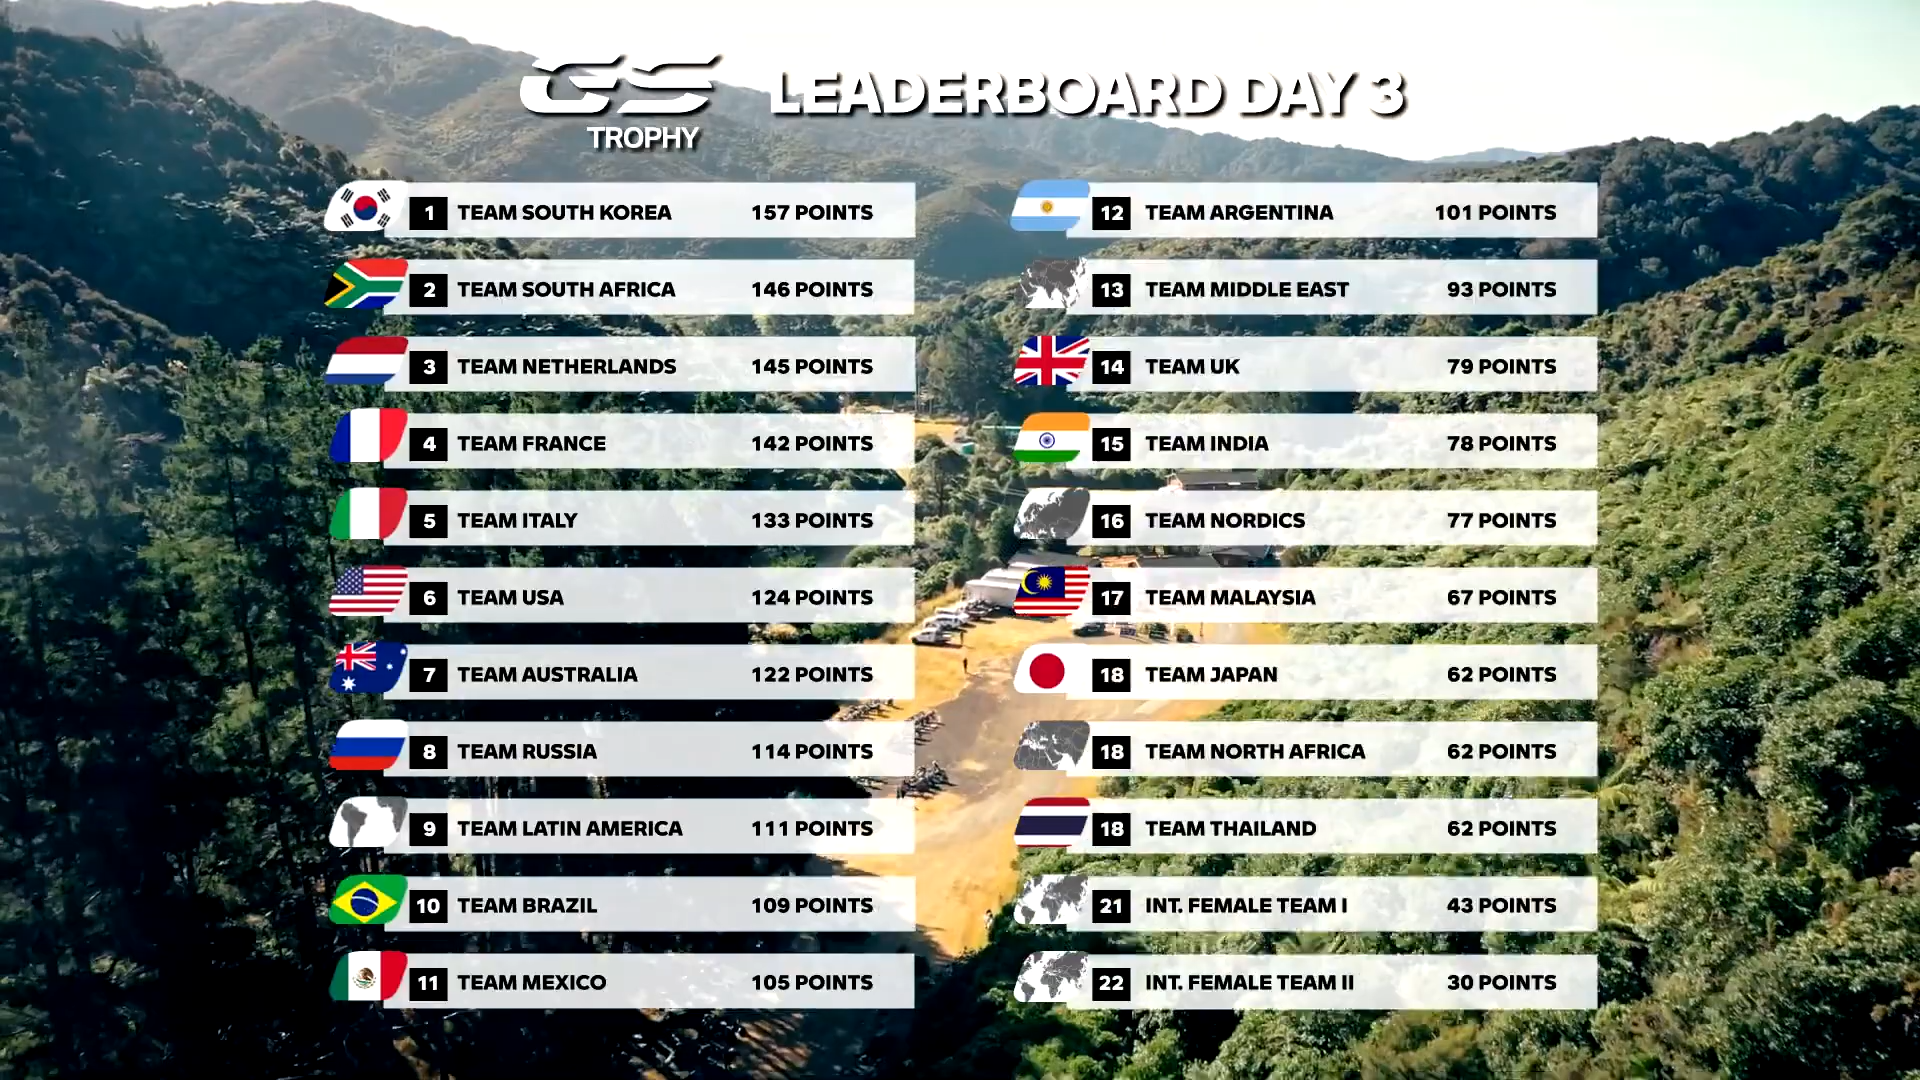 GS
TROPHY
LEADERBOARD DAY 3
1 TEAM SOUTH KOREA 157 POINTS
2 TEAM SOUTH AFRICA 146 POINTS
3 TEAM NETHERLANDS 145 POINTS
4 TEAM FRANCE 142 POINTS
5 TEAM ITALY 133 POINTS
6 TEAM USA 124 POINTS
7 TEAM AUSTRALIA 122 POINTS
8 TEAM RUSSIA 114 POINTS
9 TEAM LATIN AMERICA 111 POINTS
10 TEAM BRAZIL 109 POINTS
11 TEAM MEXICO 105 POINTS
12 TEAM ARGENTINA 101 POINTS
13 TEAM MIDDLE EAST 93 POINTS
14 TEAM UK 79 POINTS
15 TEAM INDIA 78 POINTS
16 TEAM NORDICS 77 POINTS
17 TEAM MALAYSIA 67 POINTS
18 TEAM JAPAN 62 POINTS
18 TEAM NORTH AFRICA 62 POINTS
18 TEAM THAILAND 62 POINTS
21 INT. FEMALE TEAM I 43 POINTS
22 INT. FEMALE TEAM II 30 POINTS